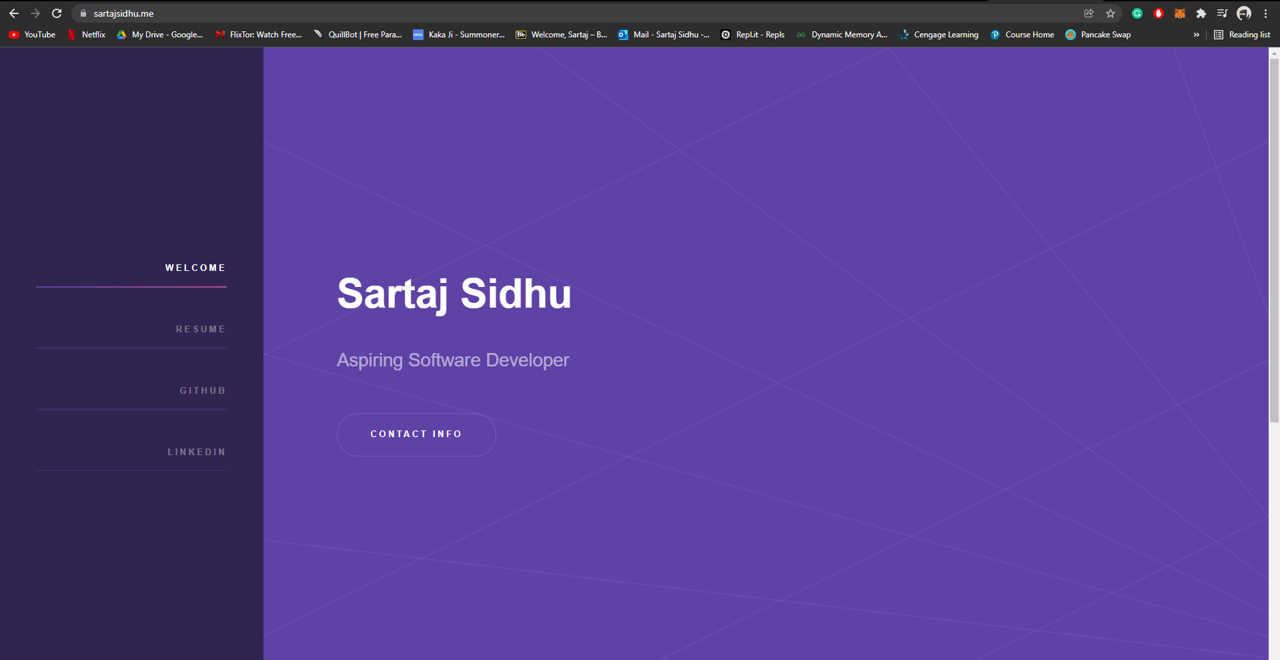 sartajsidhu.me
YouTube Netflix My Drive - Google... FlixTor: Watch Free... QuillBot | Free Para... Kaka Ji - Summoner... Welcome, Sartaj – B... Mail - Sartaj Sidhu -... Repl.it - Repls Dynamic Memory A... Cengage Learning Course Home Pancake Swap » Reading list
WELCOME
RESUME
GITHUB
LINKEDIN
Sartaj Sidhu
Aspiring Software Developer
CONTACT INFO